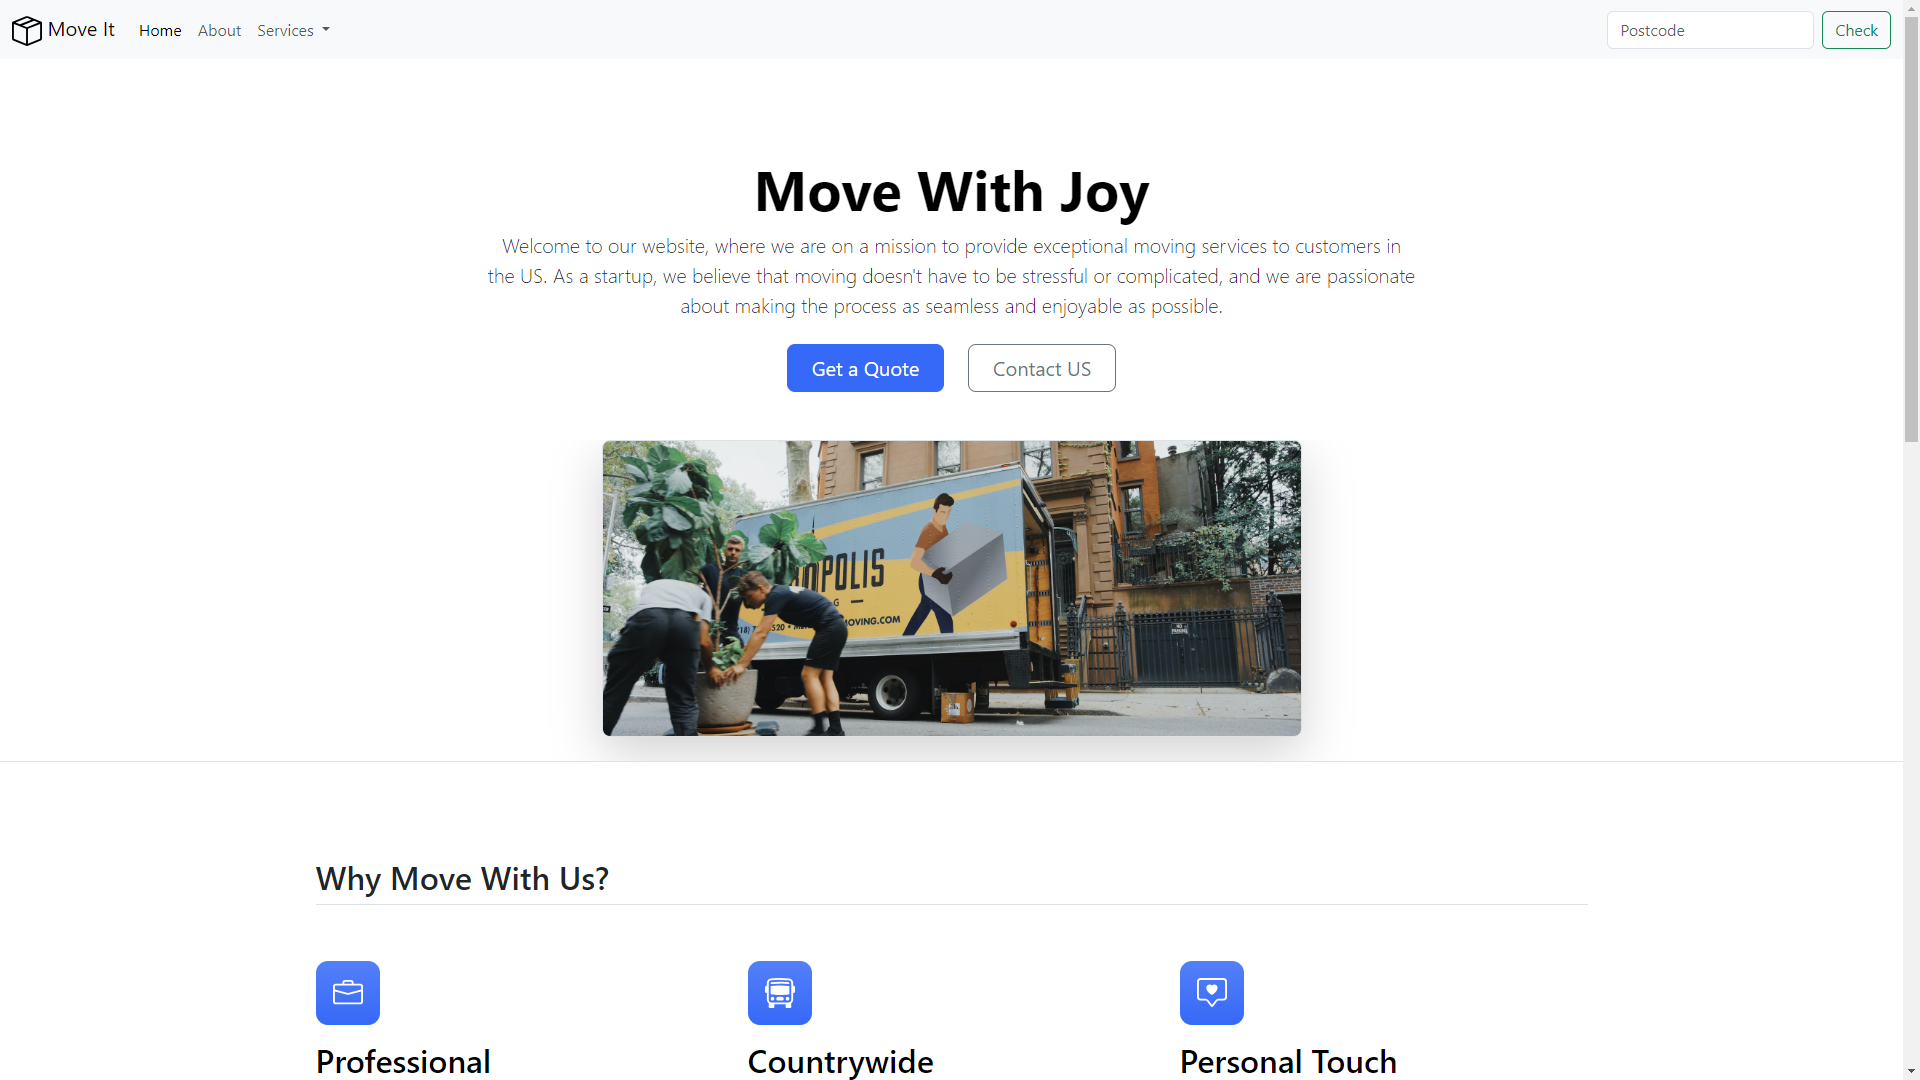 Move It
Home
About
Services
Postcode
Check
Move With Joy
Welcome to our website, where we are on a mission to provide exceptional moving services to customers in
the US. As a startup, we believe that moving doesn't have to be stressful or complicated, and we are passionate
about making the process as seamless and enjoyable as possible.
Get a Quote
Contact US
POLIS
MOVING.COM
NO
PARKING
Why Move With Us?
Professional
Countrywide
Personal Touch